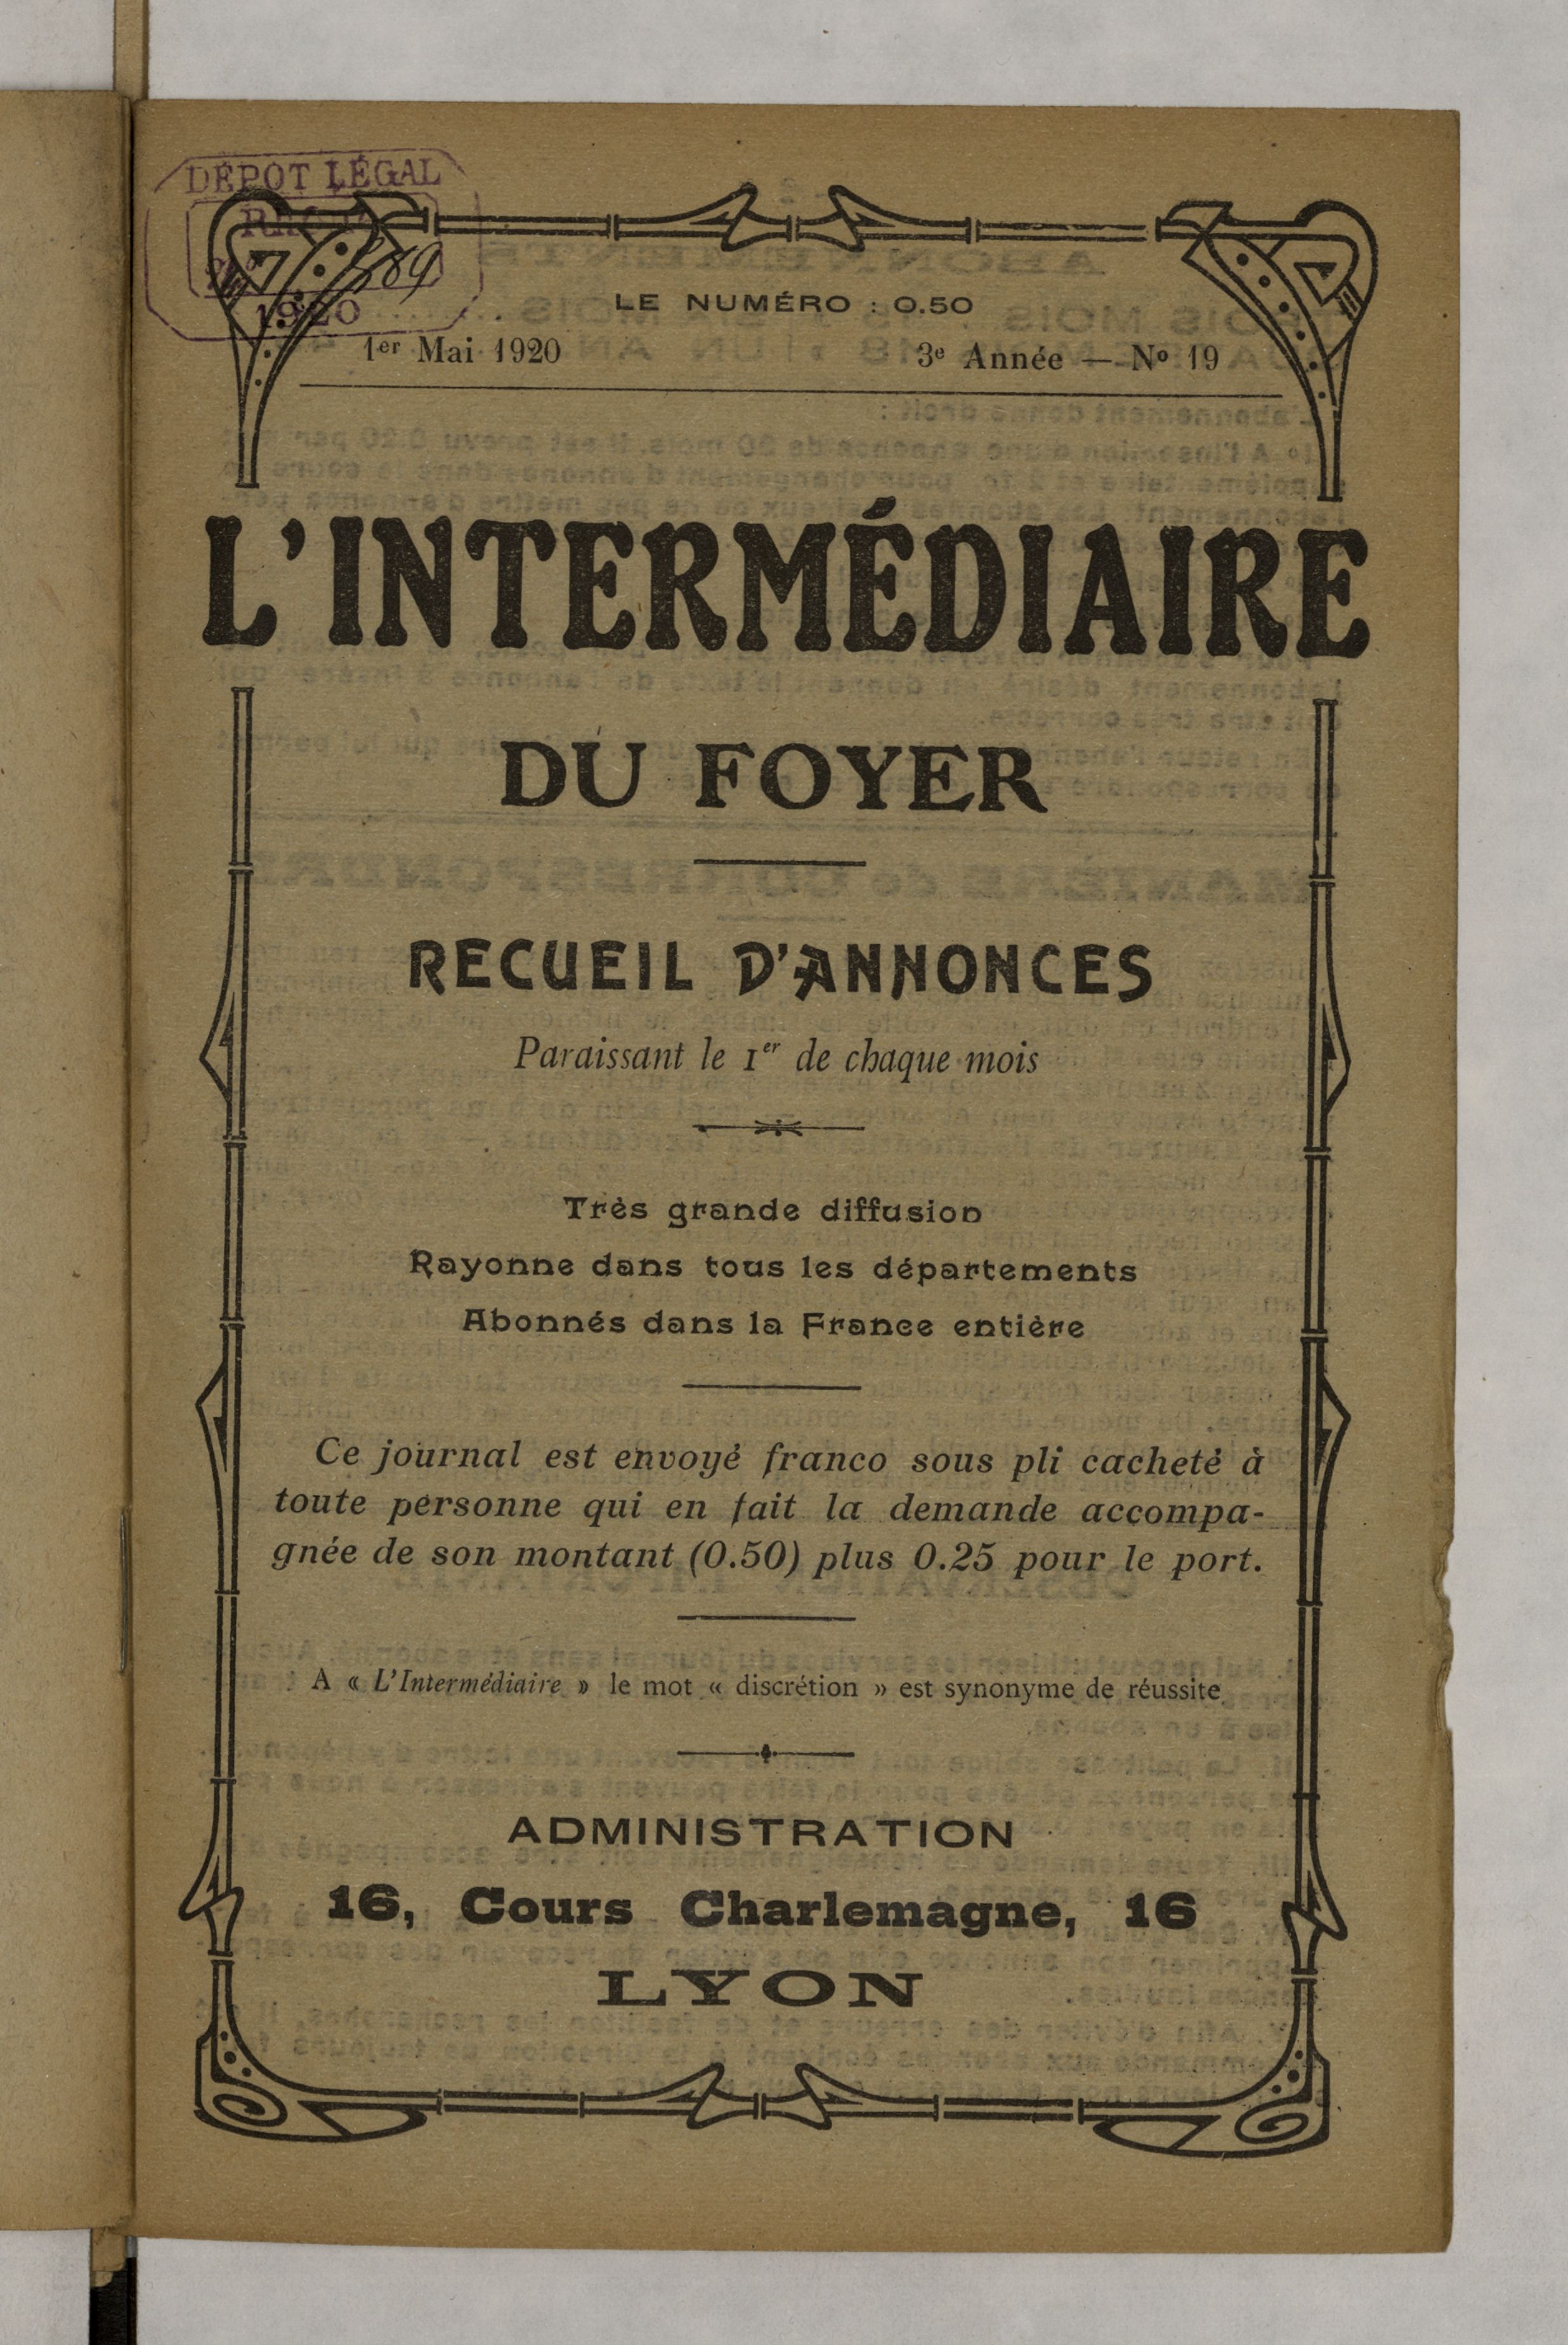 DÉPOT LÉGAL
1920
LE NUMÉRO : 0.50
1er Mai 1920
3e Année — No 19
L'INTERMÉDIAIRE
DU FOYER
RECUEIL D'ANNONCES
Paraissant le 1er de chaque mois
Très grande diffusion
Rayonne dans tous les départements
Abonnés dans la France entière
Ce journal est envoyé franco sous pli cacheté à
toute personne qui en fait la demande accompa-
gnée de son montant (0.50) plus 0.25 pour le port.
A « L'Intermédiaire » le mot « discrétion » est synonyme de réussite
ADMINISTRATION
16, Cours Charlemagne, 16
LYON